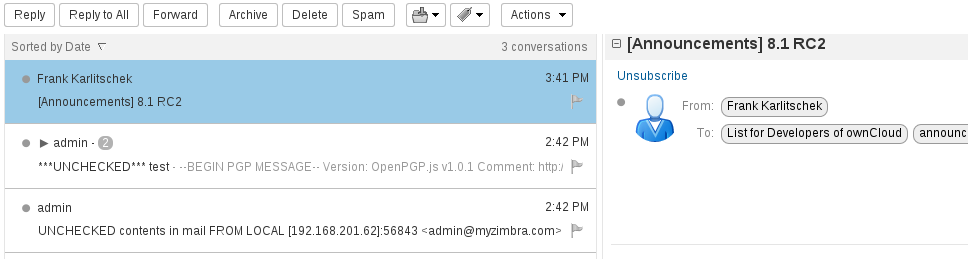 Reply Reply to All Forward Archive Delete Spam Actions
Sorted by Date 3 conversations
Frank Karlitschek 3:41 PM
[Announcements] 8.1 RC2
admin - 2 2:42 PM
***UNCHECKED*** test - --BEGIN PGP MESSAGE-- Version: OpenPGP.js v1.0.1 Comment: http:/
admin 2:42 PM
UNCHECKED contents in mail FROM LOCAL [192.168.201.62]:56843 <admin@myzimbra.com>
[Announcements] 8.1 RC2
Unsubscribe
From: Frank Karlitschek
To: List for Developers of ownCloud announc